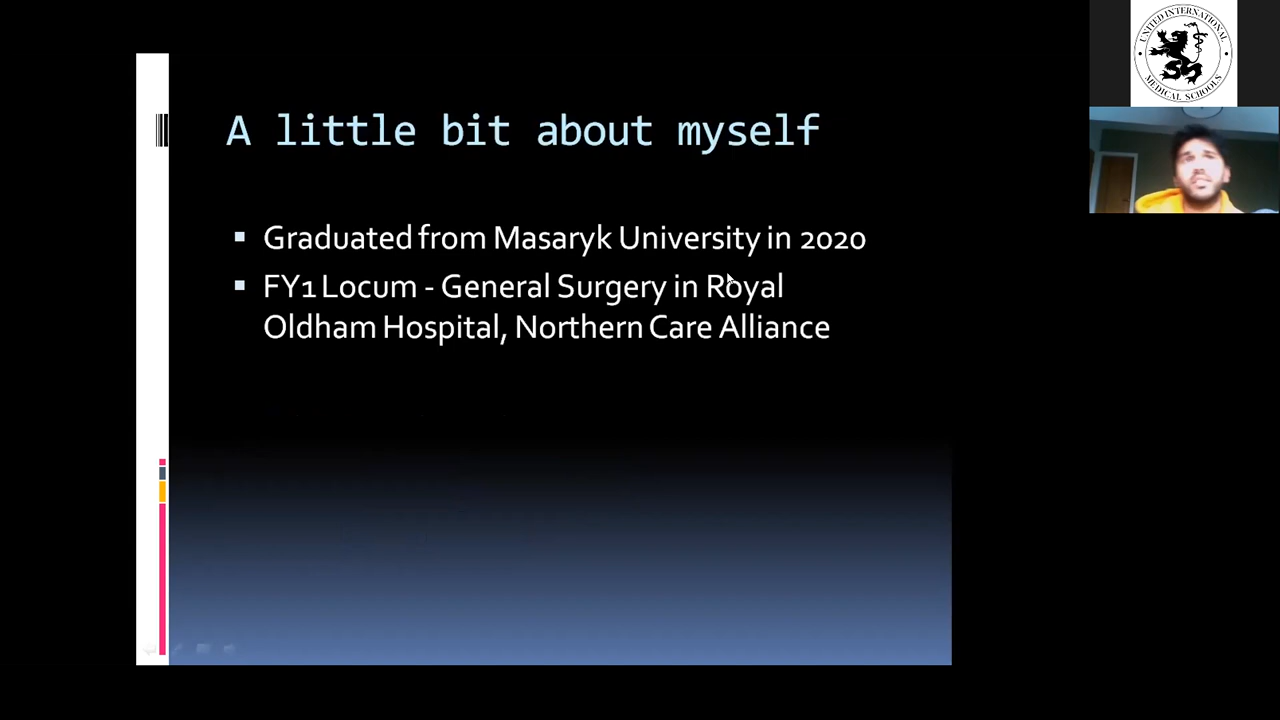 UNITED INTERNATIONAL
MEDICAL SCHOOLS
A little bit about myself
Graduated from Masaryk University in 2020
FY1 Locum - General Surgery in Royal
Oldham Hospital, Northern Care Alliance